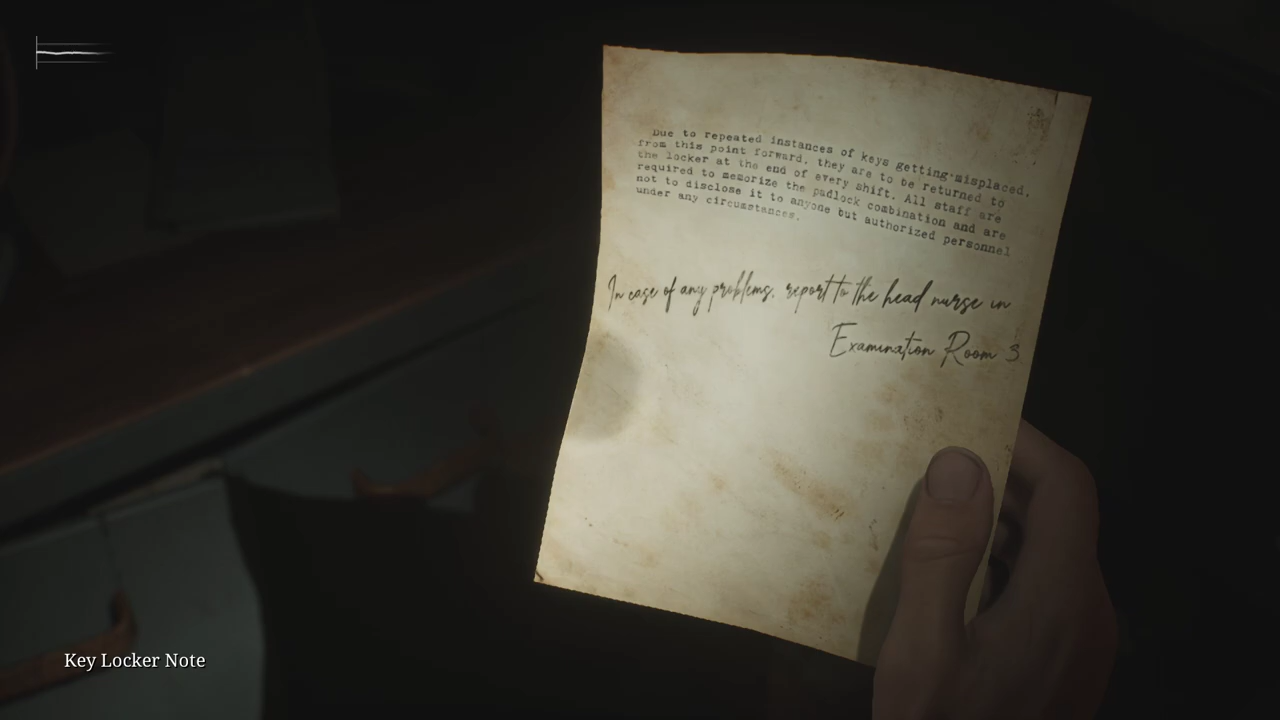 Due to repeated instances of keys getting misplaced,
from this point forward, they are to be returned to
the locker at the end of every shift. All staff are
required to memorize the padlock combination and are
not to disclose it to anyone but authorized personnel
under any circumstances.
In case of any problems, report to the head nurse in
Examination Room 3
Key Locker Note